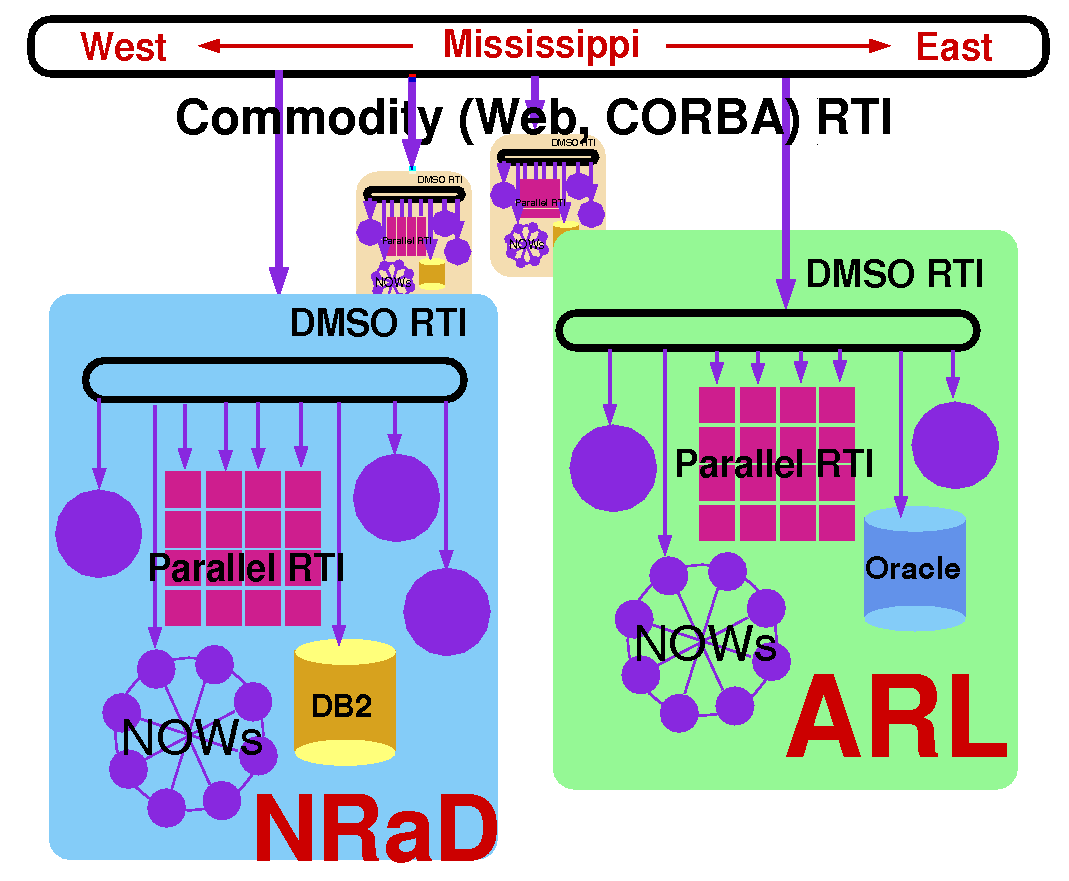 West Mississippi East
Commodity (Web, CORBA) RTI
DMSO RTI
Parallel RTI
NOWs
DMSO RTI
Parallel RTI
NOWs
DMSO RTI
Parallel RTI
NOWs
DB2
NRaD
DMSO RTI
Parallel RTI
Oracle
NOWs
ARL